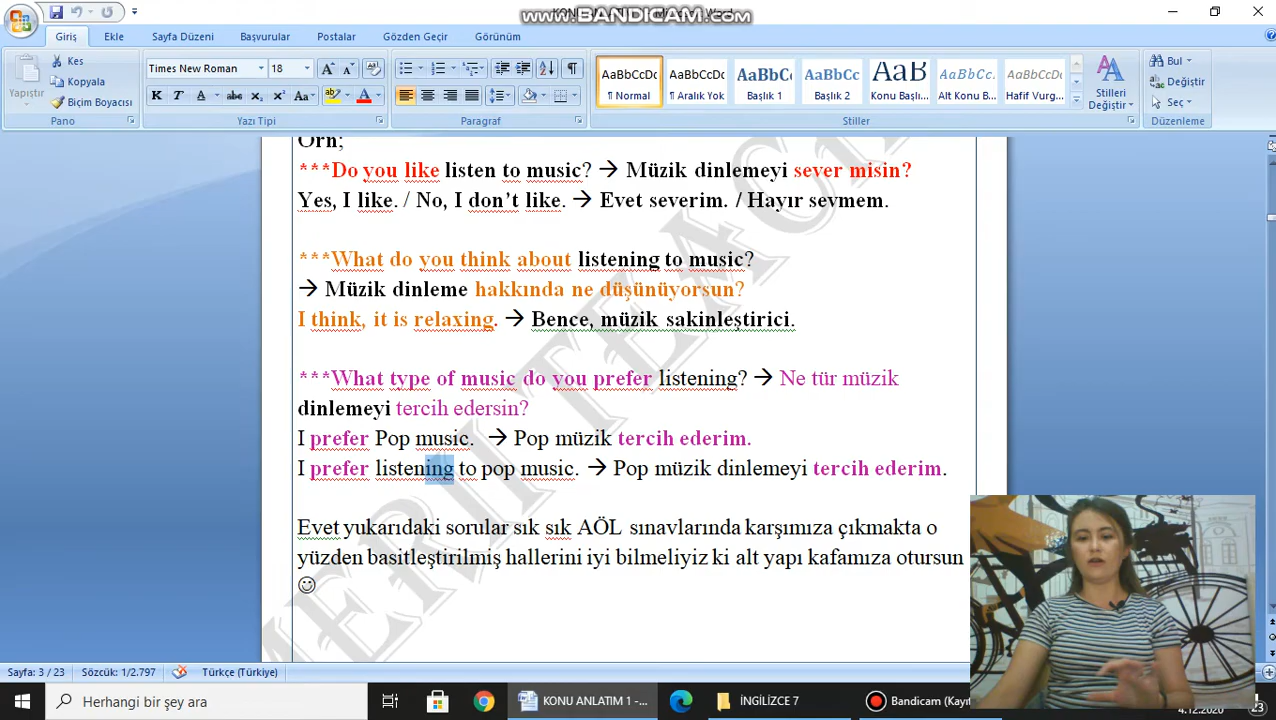 www.BANDICAM.com
Giriş Ekle Sayfa Düzeni Başvurular Postalar Gözden Geçir Görünüm
Yapıştır
Kes
Kopyala
Biçim Boyacısı
Pano
Times New Roman 18
Yazı Tipi
Paragraf
AaBbCcDc AaBbCcDc AaBbC AaBbCc AaB AaBbCc. AaBbCcDc
¶ Normal ¶ Aralık Yok Başlık 1 Başlık 2 Konu Başlı... Alt Konu B... Hafif Vurg...
Stilleri Değiştir
Stiller
Bul
Değiştir
Seç
Düzenleme
Örn;
***Do you like listen to music? → Müzik dinlemeyi sever misin?
Yes, I like. / No, I don’t like. → Evet severim. / Hayır sevmem.
***What do you think about listening to music?
→ Müzik dinleme hakkında ne düşünüyorsun?
I think, it is relaxing. → Bence, müzik sakinleştirici.
***What type of music do you prefer listening? → Ne tür müzik
dinlemeyi tercih edersin?
I prefer Pop music. → Pop müzik tercih ederim.
I prefer listening to pop music. → Pop müzik dinlemeyi tercih ederim.
Evet yukarıdaki sorular sık sık AÖL sınavlarında karşımıza çıkmakta o
yüzden basitleştirilmiş hallerini iyi bilmeliyiz ki alt yapı kafamıza otursun
☺
Sayfa: 3 / 23 Sözcük: 1/2.797 Türkçe (Türkiye)
Herhangi bir şey ara
KONU ANLATIM 1 -...
İNGİLİZCE 7
Bandicam (Kayıt
4.12.2020
23